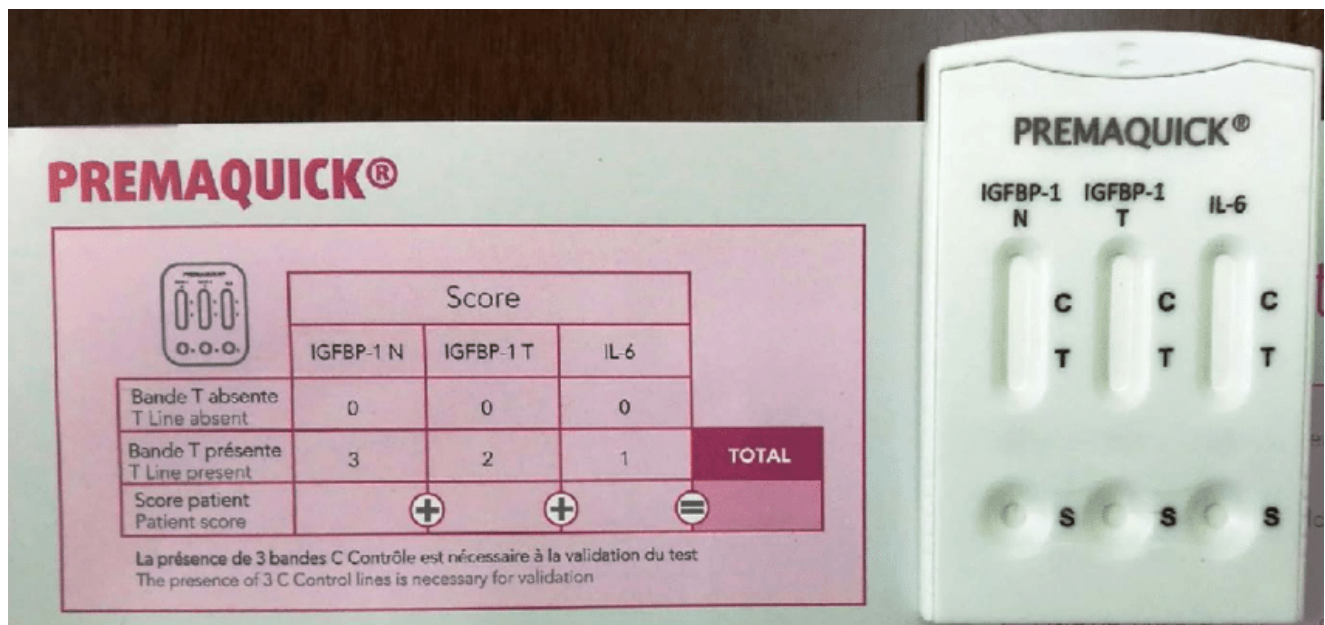 PREMAQUICK®
Score
IGFBP-1 N IGFBP-1 T IL-6
Bande T absente
T Line absent
0 0 0
Bande T présente
T Line present
3 2 1 TOTAL
Score patient
Patient score
+ + =
La présence de 3 bandes C Contrôle est nécessaire à la validation du test
The presence of 3 C Control lines is necessary for validation
PREMAQUICK®
IGFBP-1 IGFBP-1 IL-6
N T
C C C
T T T
S S S